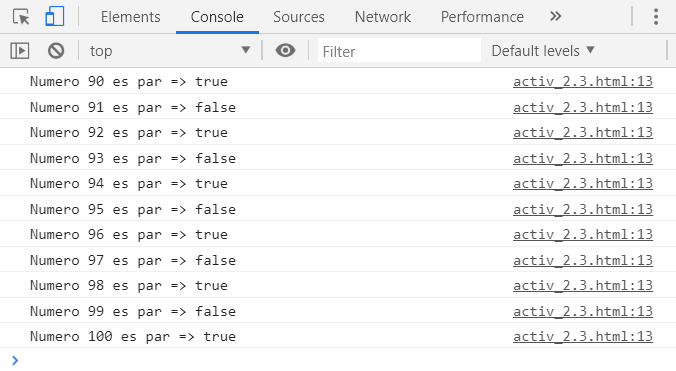 Elements Console Sources Network Performance »
top Filter Default levels
Numero 90 es par => true activ_2.3.html:13
Numero 91 es par => false activ_2.3.html:13
Numero 92 es par => true activ_2.3.html:13
Numero 93 es par => false activ_2.3.html:13
Numero 94 es par => true activ_2.3.html:13
Numero 95 es par => false activ_2.3.html:13
Numero 96 es par => true activ_2.3.html:13
Numero 97 es par => false activ_2.3.html:13
Numero 98 es par => true activ_2.3.html:13
Numero 99 es par => false activ_2.3.html:13
Numero 100 es par => true activ_2.3.html:13